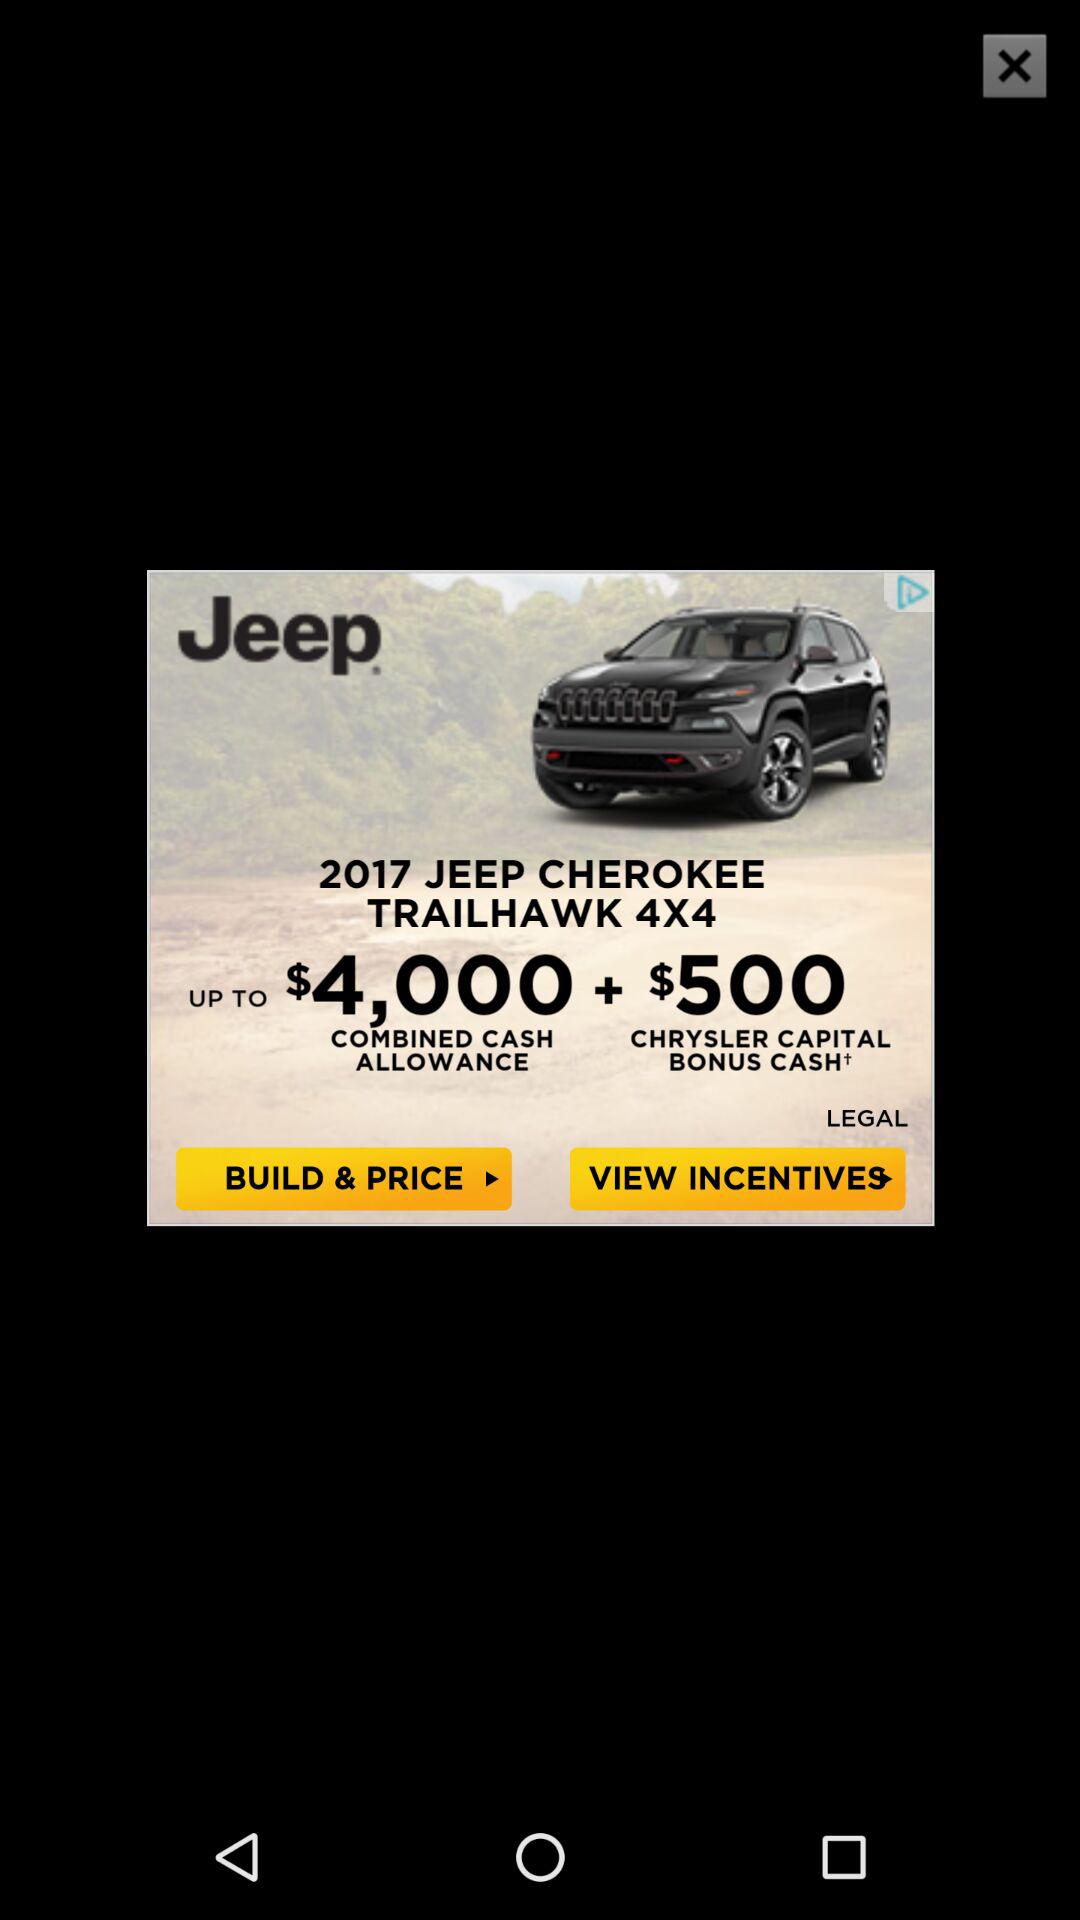 Jeep
2017 JEEP CHEROKEE
TRAILHAWK 4X4
UP TO $4,000 + $500
COMBINED CASH CHRYSLER CAPITAL
ALLOWANCE BONUS CASH†
LEGAL
BUILD & PRICE VIEW INCENTIVES